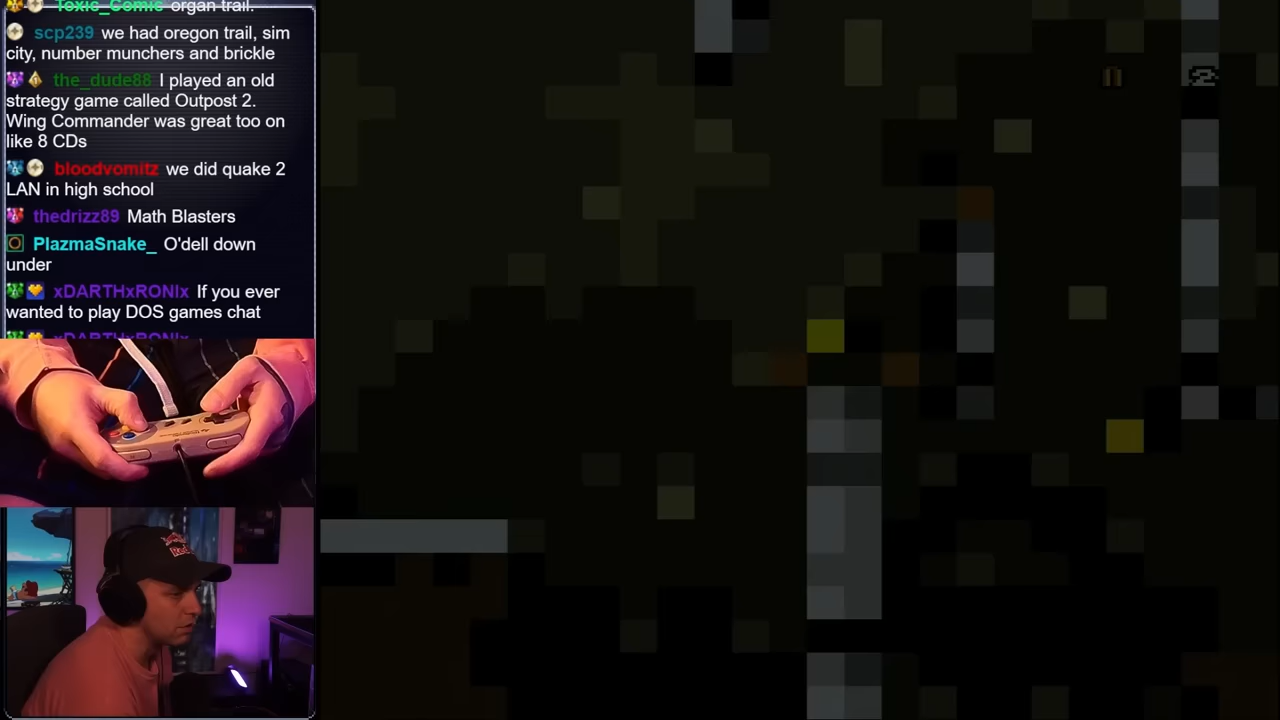 Toxic_Comic organ trail.
scp239 we had oregon trail, sim
city, number munchers and brickle
the_dude88 I played an old
strategy game called Outpost 2.
Wing Commander was great too on
like 8 CDs
bloodvomitz we did quake 2
LAN in high school
thedrizz89 Math Blasters
PlazmaSnake_ O'dell down
under
xDARTHxRONIx If you ever
wanted to play DOS games chat
xDARTHxRONIx
2